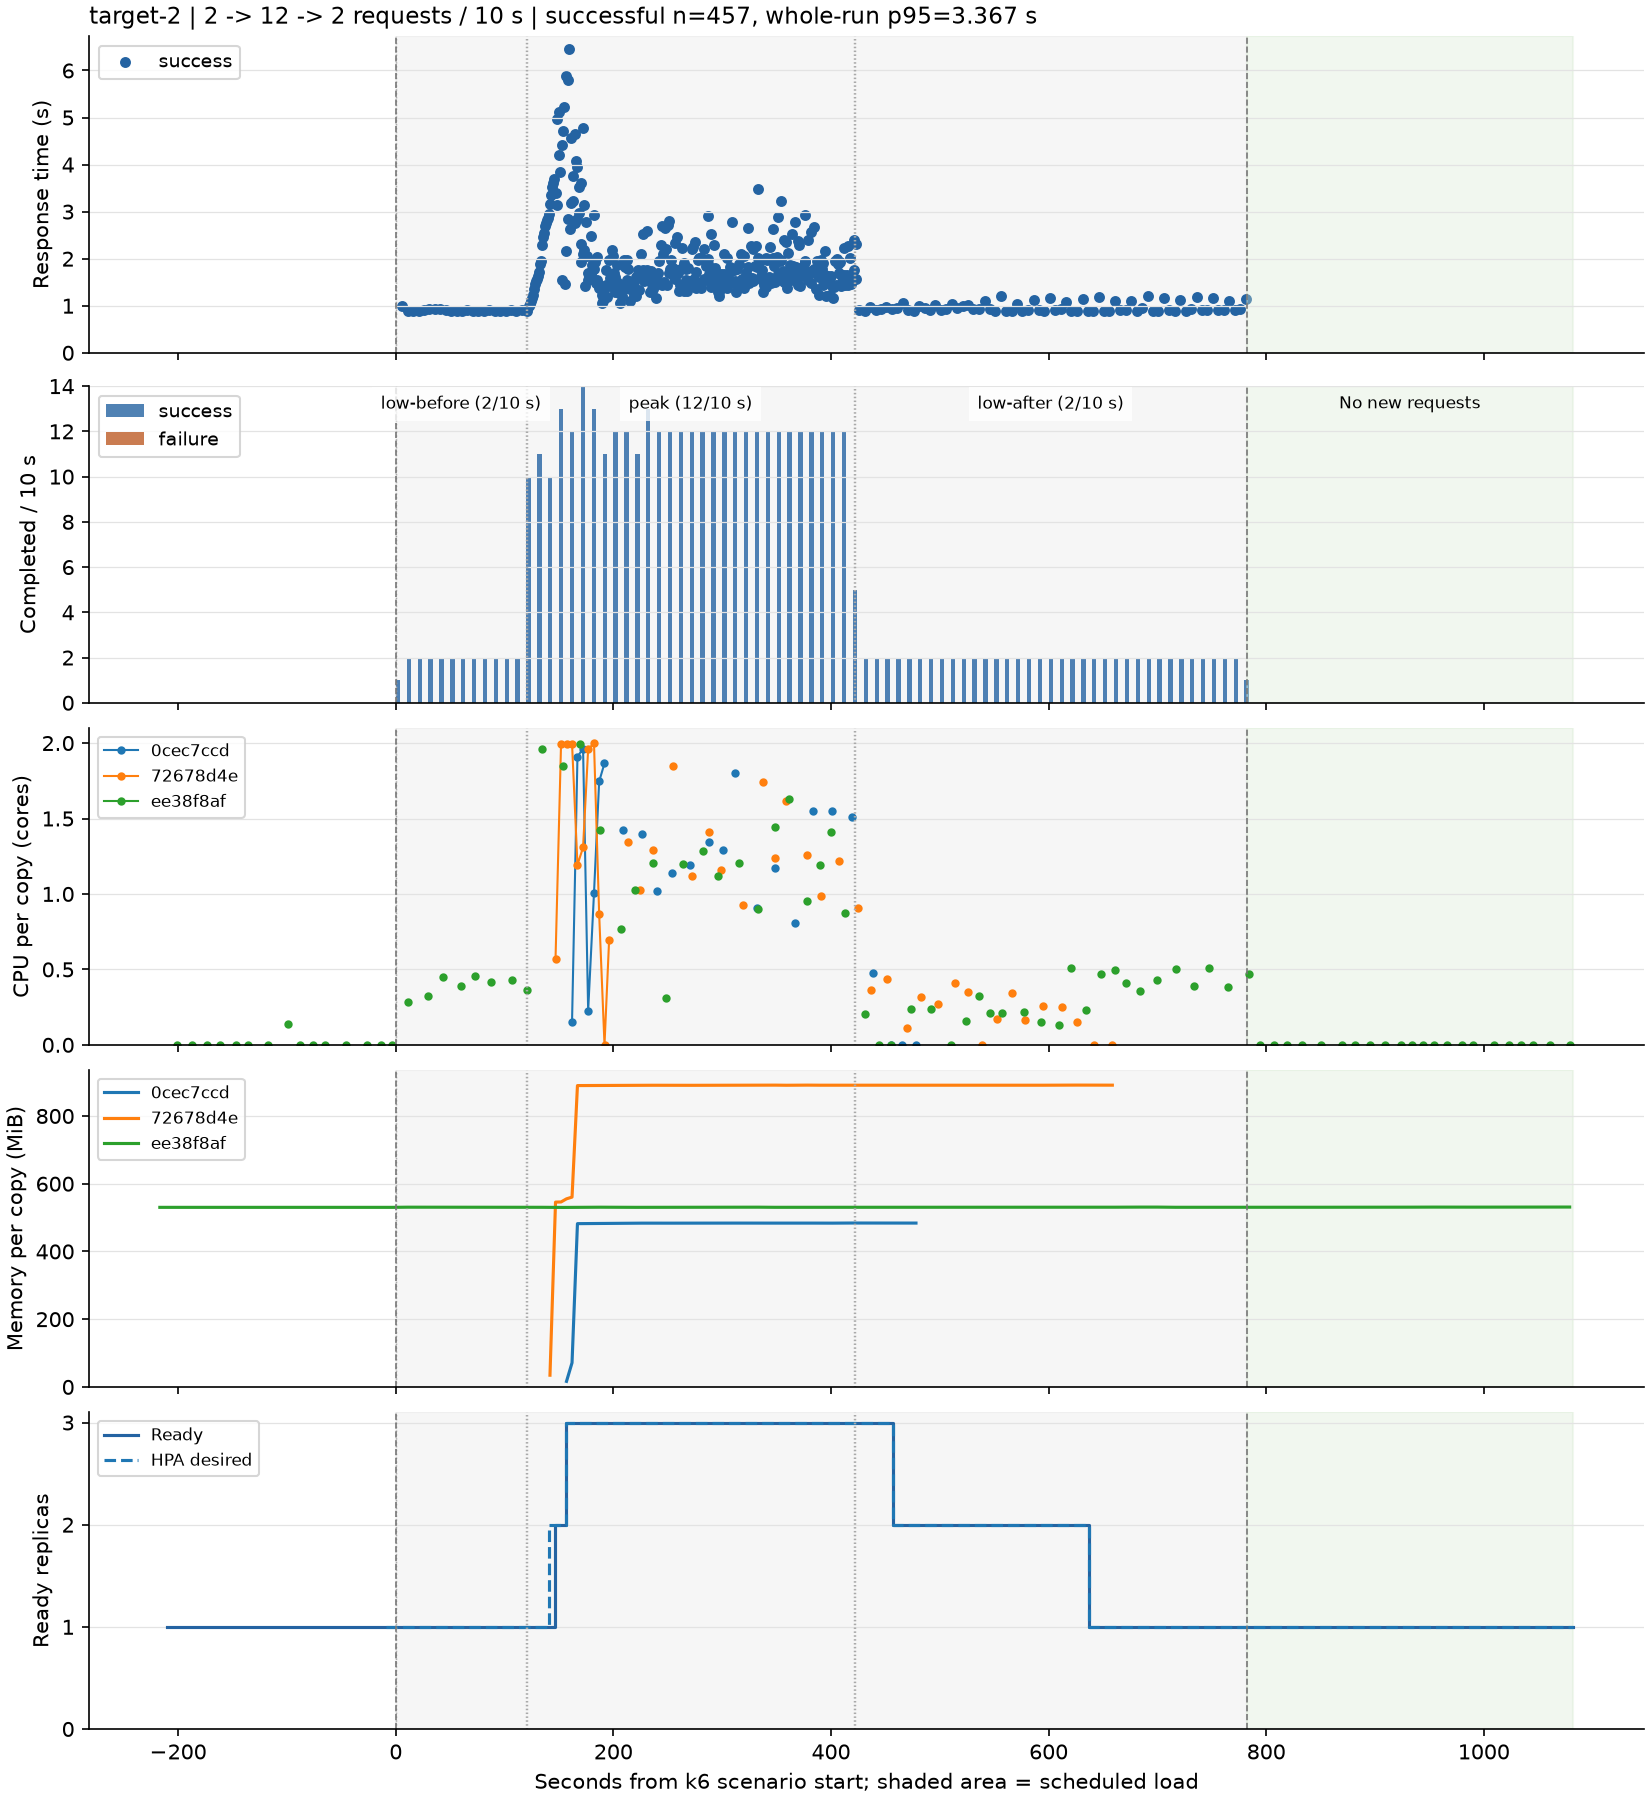 target-2 | 2 -> 12 -> 2 requests / 10 s | successful n=457, whole-run p95=3.367 s
Response time (s)
6
5
4
3
2
1
0
success
Completed / 10 s
14
12
10
8
6
4
2
0
success
failure
low-before (2/10 s)
peak (12/10 s)
low-after (2/10 s)
No new requests
CPU per copy (cores)
2.0
1.5
1.0
0.5
0.0
0cec7ccd
72678d4e
ee38f8af
Memory per copy (MiB)
800
600
400
200
0
0cec7ccd
72678d4e
ee38f8af
Ready replicas
3
2
1
0
Ready
HPA desired
−200
0
200
400
600
800
1000
Seconds from k6 scenario start; shaded area = scheduled load